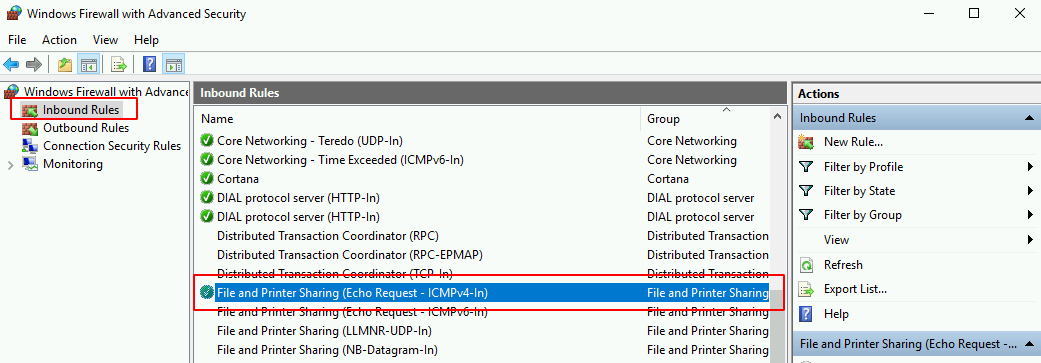 Windows Firewall with Advanced Security
File Action View Help
Windows Firewall with Advance
Inbound Rules
Outbound Rules
Connection Security Rules
Monitoring
Inbound Rules
Name Group
Core Networking - Teredo (UDP-In) Core Networking
Core Networking - Time Exceeded (ICMPv6-In) Core Networking
Cortana Cortana
DIAL protocol server (HTTP-In) DIAL protocol server
DIAL protocol server (HTTP-In) DIAL protocol server
Distributed Transaction Coordinator (RPC) Distributed Transaction
Distributed Transaction Coordinator (RPC-EPMAP) Distributed Transaction
Distributed Transaction Coordinator (TCP-In) Distributed Transaction
File and Printer Sharing (Echo Request - ICMPv4-In) File and Printer Sharing
File and Printer Sharing (Echo Request - ICMPv6-In) File and Printer Sharing
File and Printer Sharing (LLMNR-UDP-In) File and Printer Sharing
File and Printer Sharing (NB-Datagram-In) File and Printer Sharing
Actions
Inbound Rules
New Rule...
Filter by Profile
Filter by State
Filter by Group
View
Refresh
Export List...
Help
File and Printer Sharing (Echo Request -...